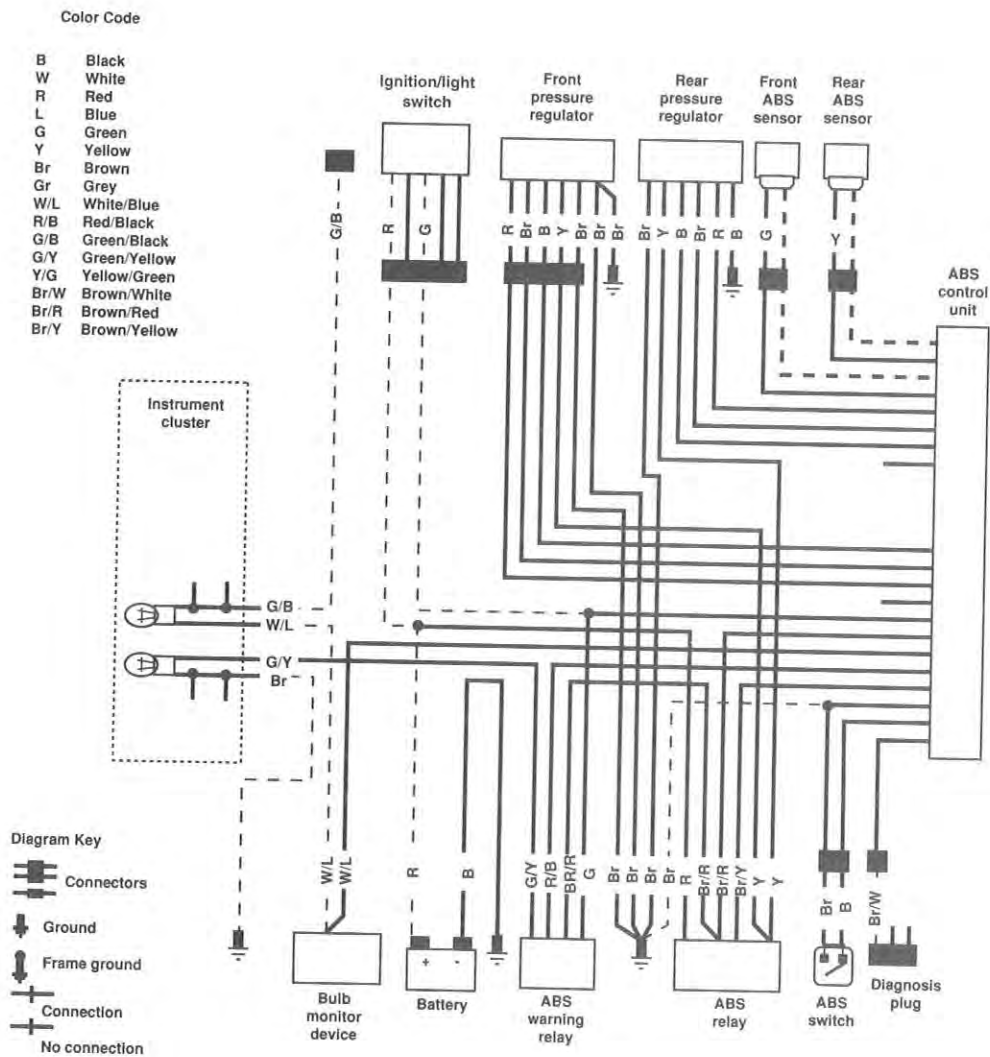 Color Code
B Black
W White
R Red
L Blue
G Green
Y Yellow
Br Brown
Gr Grey
W/L White/Blue
R/B Red/Black
G/B Green/Black
G/Y Green/Yellow
Y/G Yellow/Green
Br/W Brown/White
Br/R Brown/Red
Br/Y Brown/Yellow
Ignition/light
switch
Front
pressure
regulator
Rear
pressure
regulator
Front
ABS
sensor
Rear
ABS
sensor
G/B
R
G
R
Br
B
Y
Br
Br
Br
Br
Y
B
Br
R
B
G
Y
ABS
control
unit
Instrument
cluster
G/B
W/L
G/Y
Br
Diagram Key
Connectors
Ground
Frame ground
Connection
No connection
W/L
W/L
R
B
G/Y
R/B
BR/R
G
Br
Br
Br
Br
R
Br/R
Br/R
Br/Y
Y
Y
Br
B
Br/W
+
-
Bulb
monitor
device
Battery
ABS
warning
relay
ABS
relay
ABS
switch
Diagnosis
plug